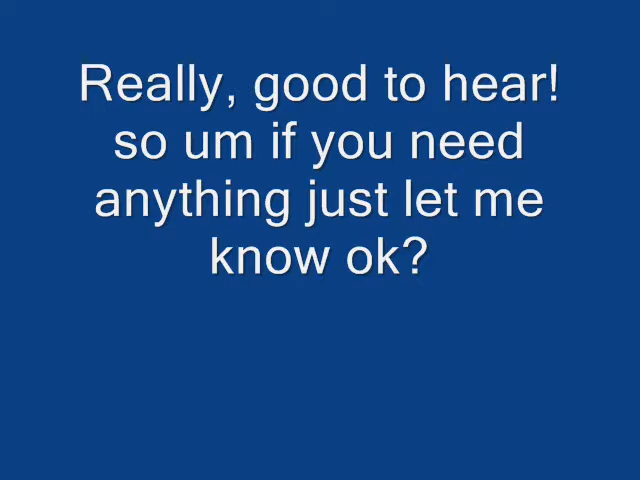 Really, good to hear!
so um if you need
anything just let me
know ok?